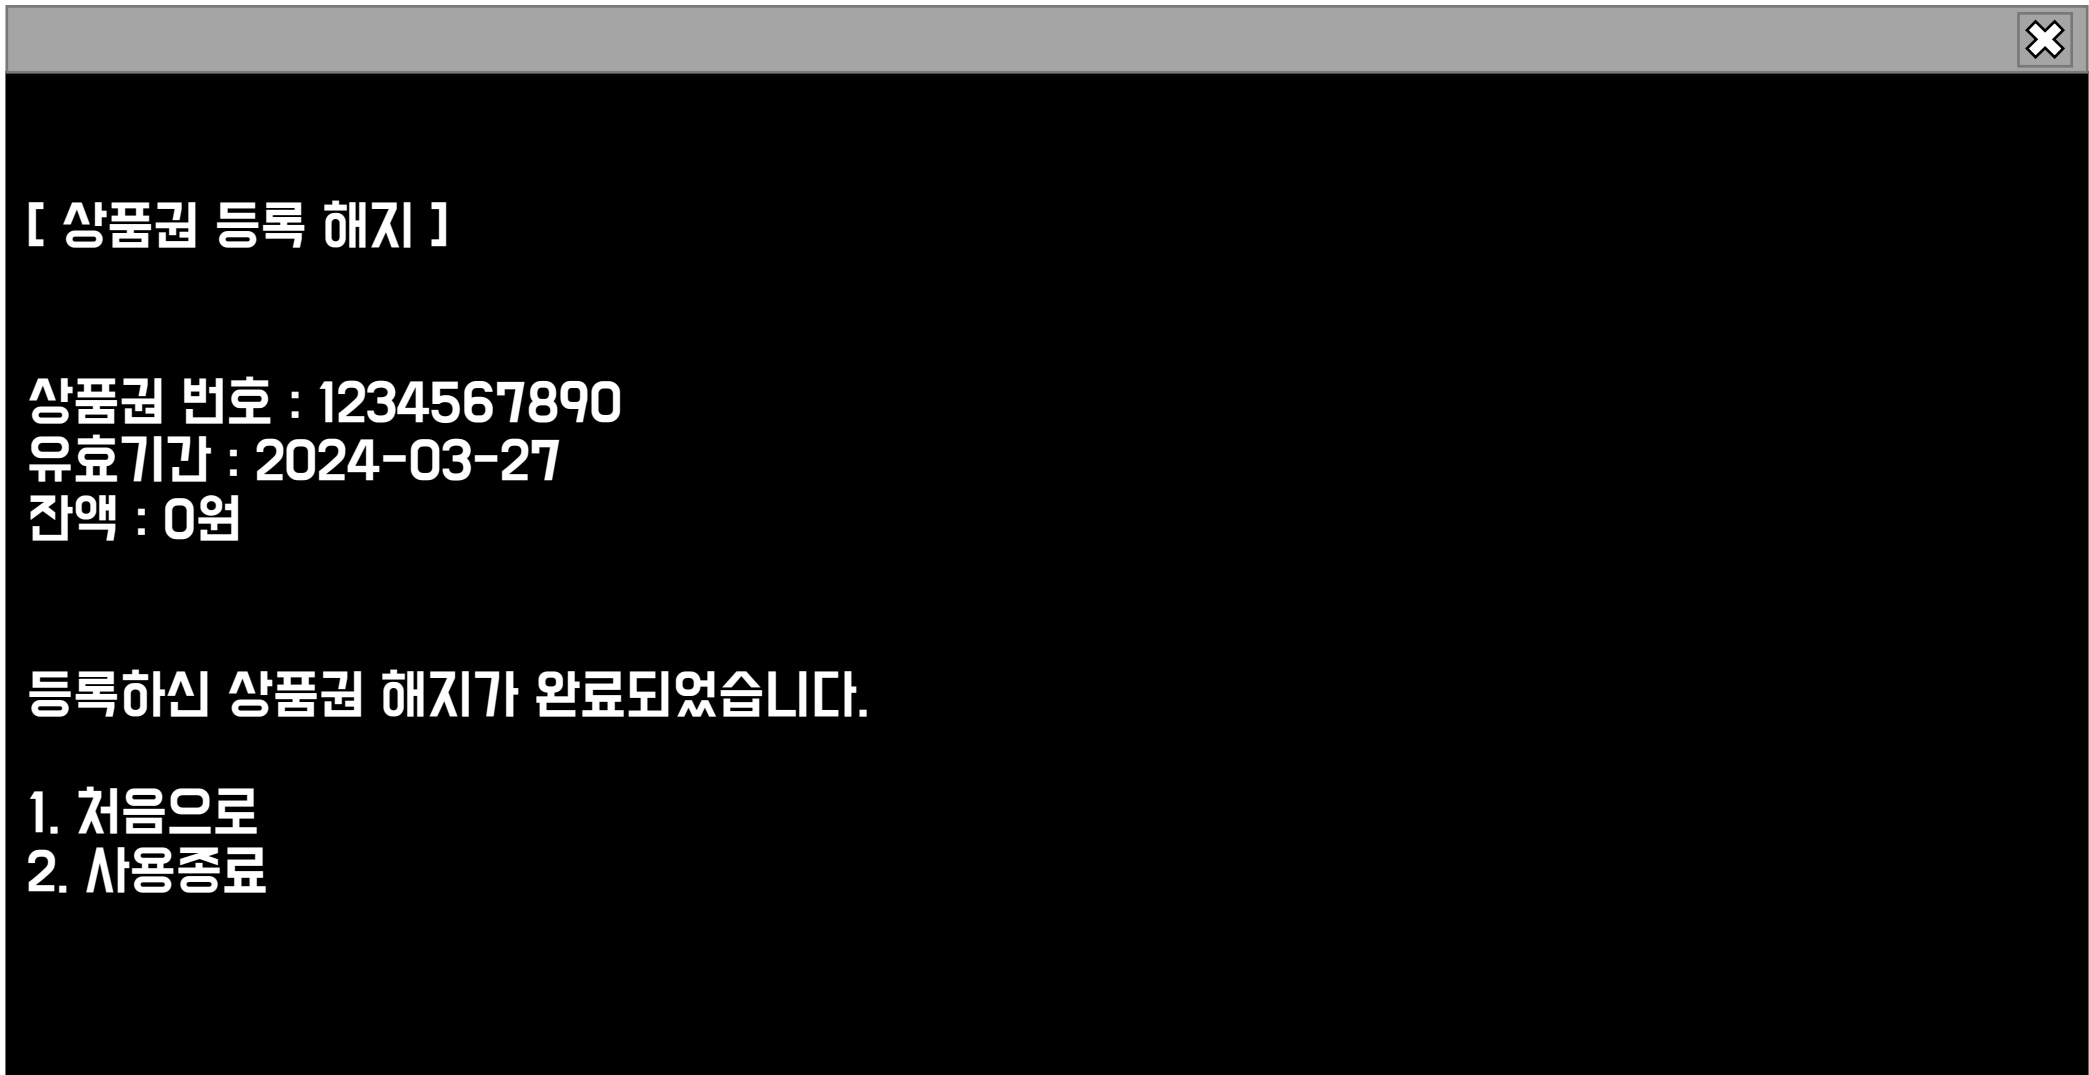 [ 상품권 등록 해지 ]
상품권 번호 : 1234567890
유효기간 : 2024-03-27
잔액 : 0원
등록하신 상품권 해지가 완료되었습니다.
1. 처음으로
2. 사용종료